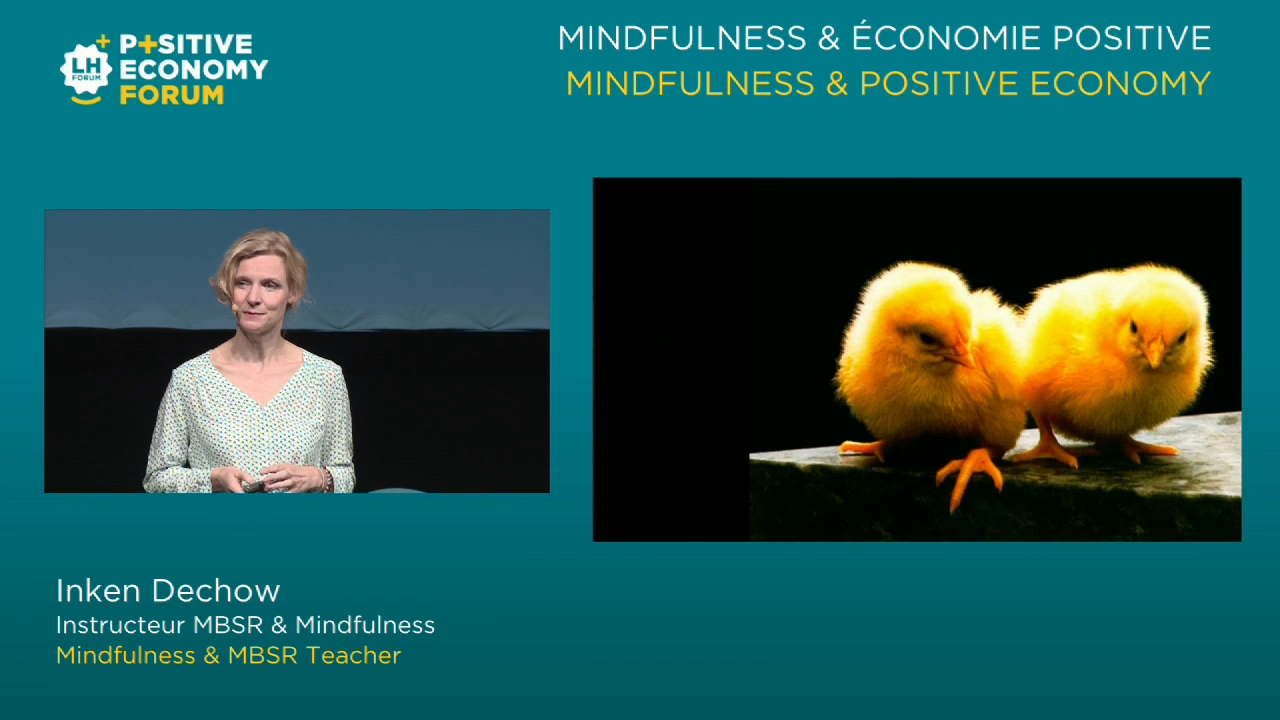 LH
FORUM
P+SITIVE
ECONOMY
FORUM
MINDFULNESS & ÉCONOMIE POSITIVE
MINDFULNESS & POSITIVE ECONOMY
Inken Dechow
Instructeur MBSR & Mindfulness
Mindfulness & MBSR Teacher